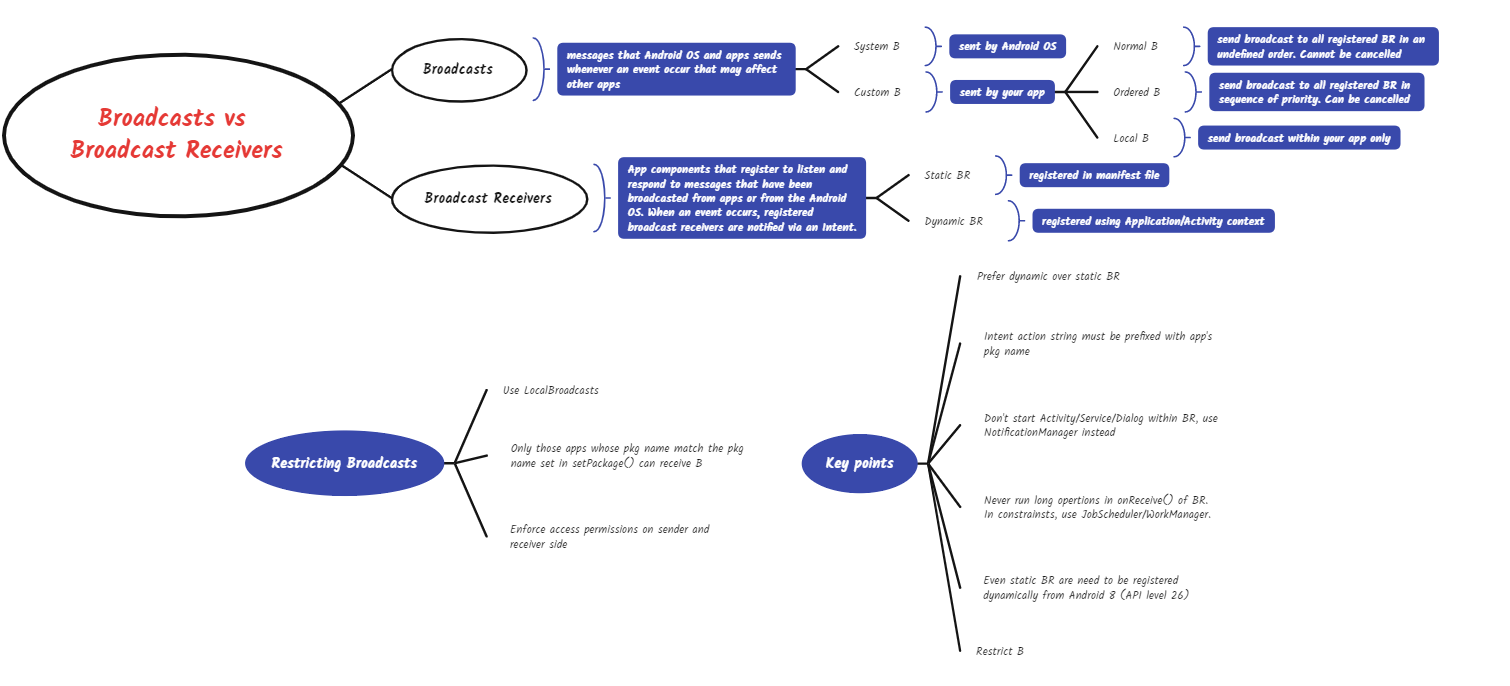 Broadcasts vs
Broadcast Receivers
Broadcasts
messages that Android OS and apps sends
whenever an event occur that may affect
other apps
System B
sent by Android OS
Custom B
sent by your app
Normal B
send broadcast to all registered BR in an
undefined order. Cannot be cancelled
Ordered B
send broadcast to all registered BR in
sequence of priority. Can be cancelled
Local B
send broadcast within your app only
Broadcast Receivers
App components that register to listen and
respond to messages that have been
broadcasted from apps or from the Android
OS. When an event occurs, registered
broadcast receivers are notified via an Intent.
Static BR
registered in manifest file
Dynamic BR
registered using Application/Activity context
Restricting Broadcasts
Use LocalBroadcasts
Only those apps whose pkg name match the pkg
name set in setPackage() can receive B
Enforce access permissions on sender and
receiver side
Key points
Prefer dynamic over static BR
Intent action string must be prefixed with app's
pkg name
Don't start Activity/Service/Dialog within BR, use
NotificationManager instead
Never run long opertions in onReceive() of BR.
In constrainsts, use JobScheduler/WorkManager.
Even static BR are need to be registered
dynamically from Android 8 (API level 26)
Restrict B